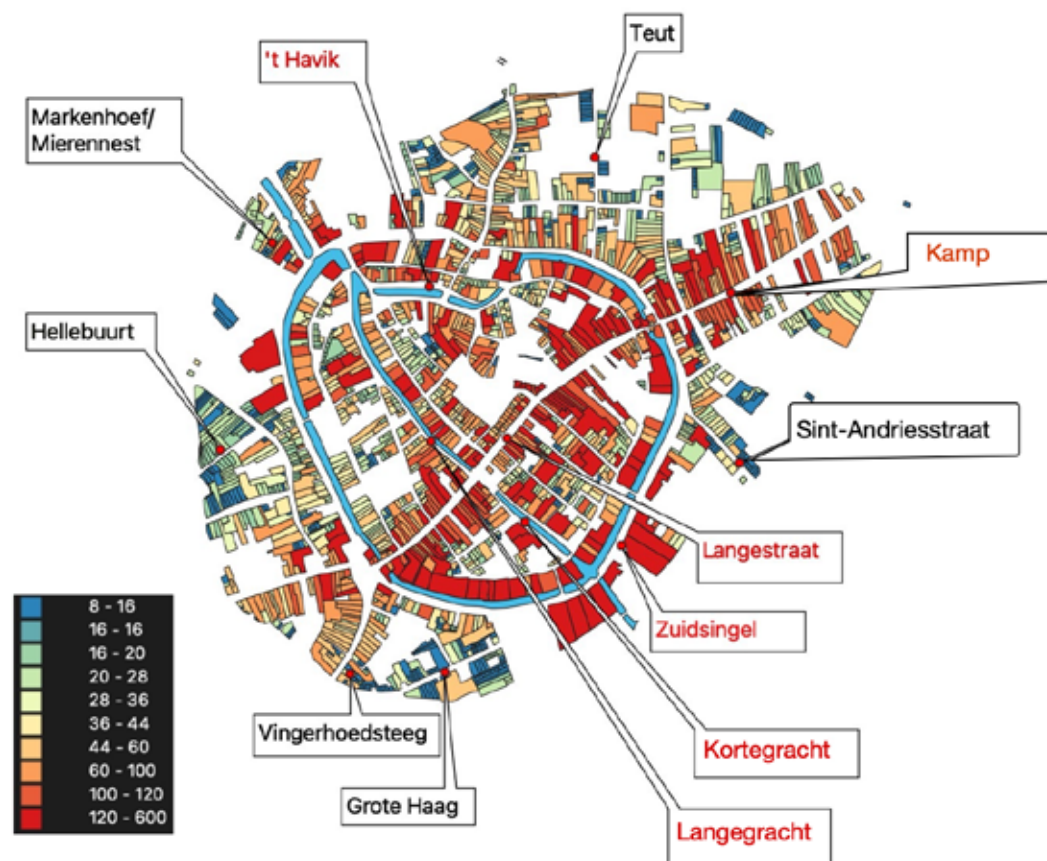 Teut
't Havik
Markenhoef/
Mierennest
Kamp
Hellebuurt
Sint-Andriesstraat
Langestraat
Zuidsingel
Vingerhoedsteeg
Kortegracht
Grote Haag
Langegracht
8 - 16
16 - 16
16 - 20
20 - 28
28 - 36
36 - 44
44 - 60
60 - 100
100 - 120
120 - 600